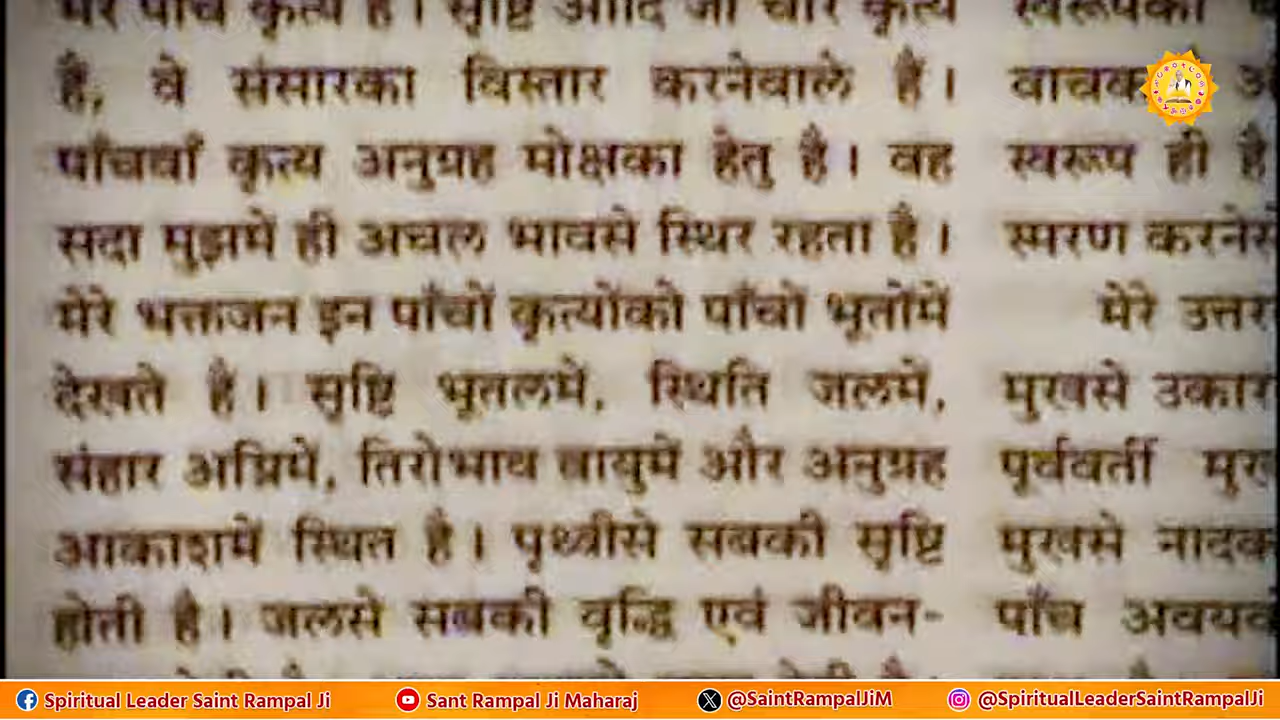 मेरे पाँच कृत्य हैं। सृष्टि आदि जो चार कृत्य
हैं, वे संसारका विस्तार करनेवाले हैं।
पाँचवाँ कृत्य अनुग्रह मोक्षका हेतु है। वह
सदा मुझमें ही अचल भावसे स्थिर रहता है।
मेरे भक्तजन इन पाँचों कृत्योंको पाँचों भूतोंमें
देखते हैं। सृष्टि भूतलमें, स्थिति जलमें,
संहार अग्निमें, तिरोभाव वायुमें और अनुग्रह
आकाशमें स्थित है। पृथ्वीसे सबकी सृष्टि
होती है। जलसे सबकी वृद्धि एवं जीवन-
स्वरूपका
वाचक
स्वरूप ही है
स्मरण करनेसे
मेरे उत्तर
मुखसे उकार
पूर्ववर्ती मुख
मुखसे नादक
पाँच अवयव
Spiritual Leader Saint Rampal Ji
Sant Rampal Ji Maharaj
@SaintRampalJiM
@SpiritualLeaderSaintRampalJi